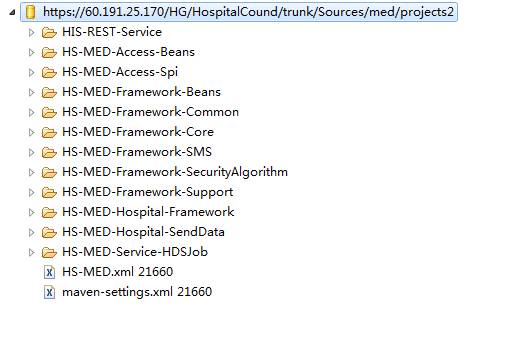 https://60.191.25.170/HG/HospitalCound/trunk/Sources/med/projects2
HIS-REST-Service
HS-MED-Access-Beans
HS-MED-Access-Spi
HS-MED-Framework-Beans
HS-MED-Framework-Common
HS-MED-Framework-Core
HS-MED-Framework-SMS
HS-MED-Framework-SecurityAlgorithm
HS-MED-Framework-Support
HS-MED-Hospital-Framework
HS-MED-Hospital-SendData
HS-MED-Service-HDSJob
HS-MED.xml 21660
maven-settings.xml 21660